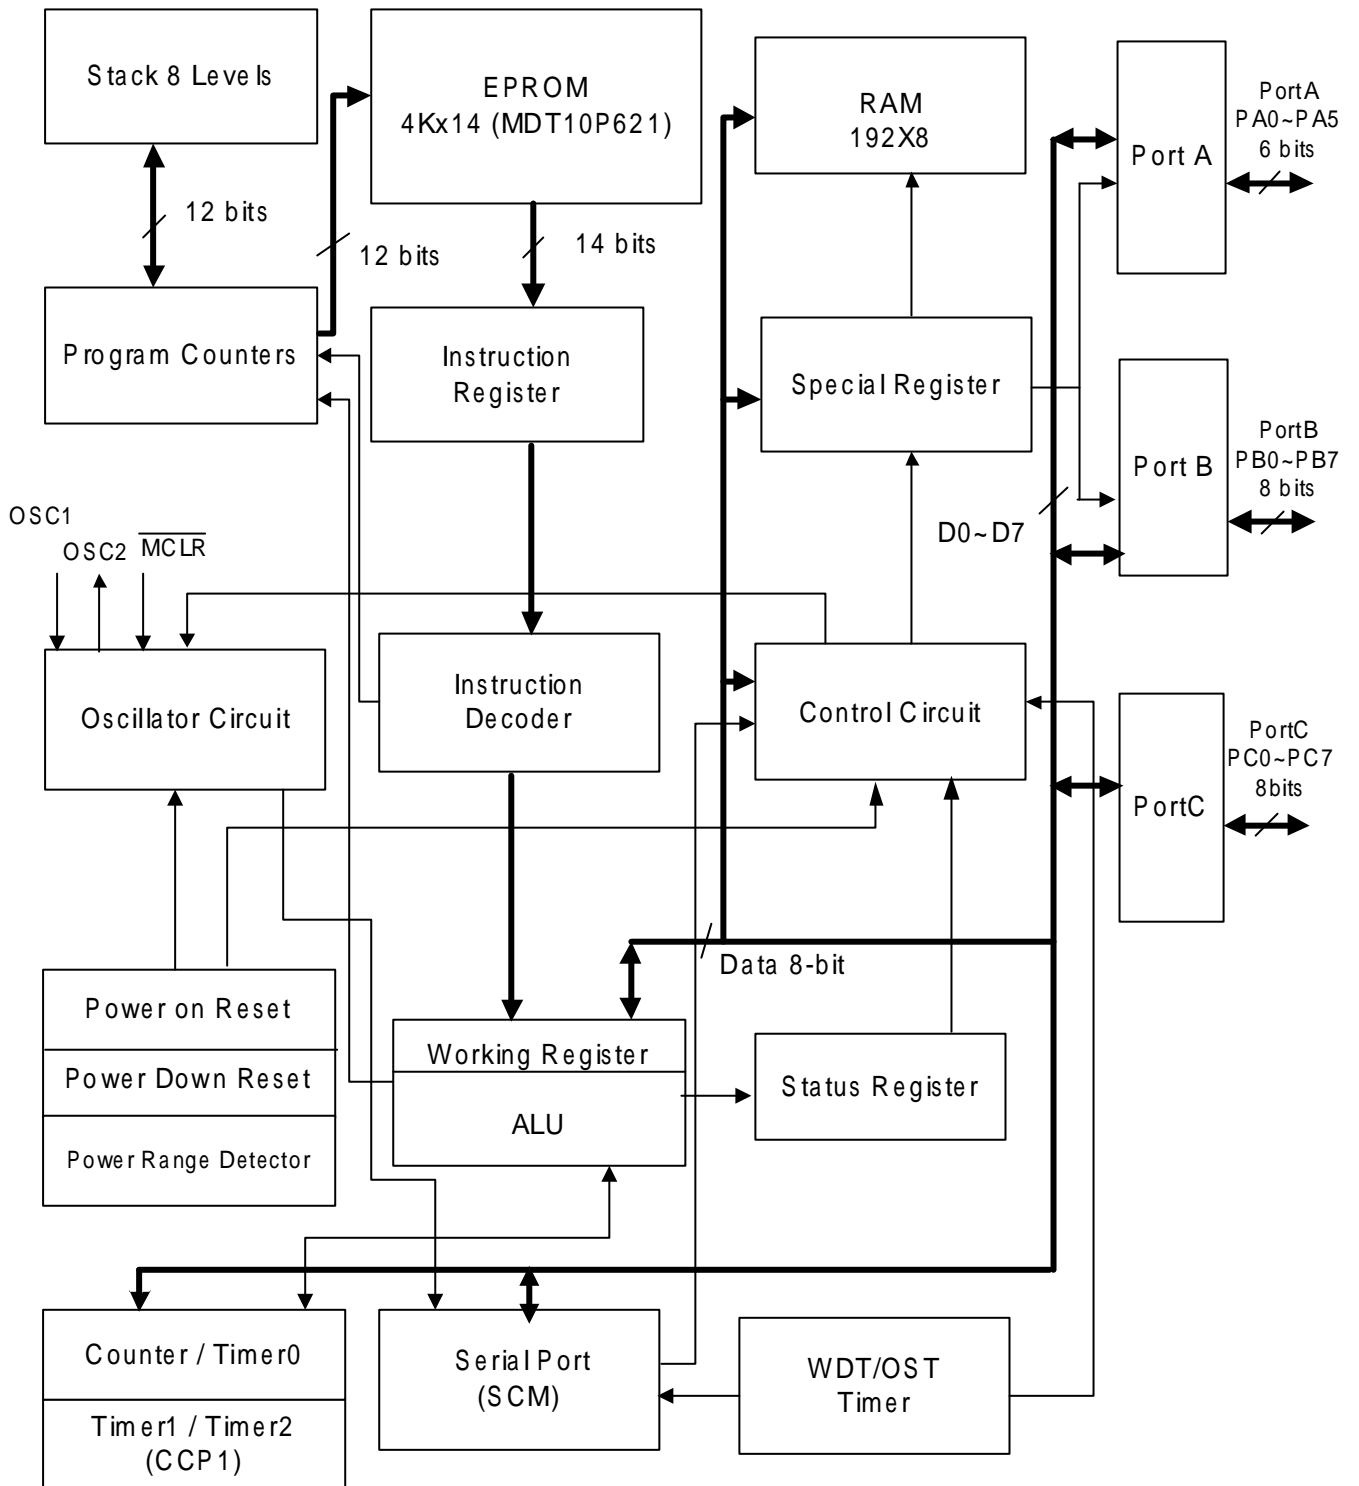 Stack 8 Levels
EPROM
4Kx14 (MDT10P621)
RAM
192X8
Port A
PortA
PA0~PA5
6 bits
12 bits
12 bits
14 bits
Program Counters
Instruction
Register
Special Register
Port B
PortB
PB0~PB7
8 bits
D0~D7
OSC1
OSC2
MCLR
Oscillator Circuit
Instruction
Decoder
Control Circuit
PortC
PortC
PC0~PC7
8bits
Data 8-bit
Power on Reset
Power Down Reset
Power Range Detector
Working Register
ALU
Status Register
Counter / Timer0
Timer1 / Timer2
(CCP1)
Serial Port
(SCM)
WDT/OST
Timer